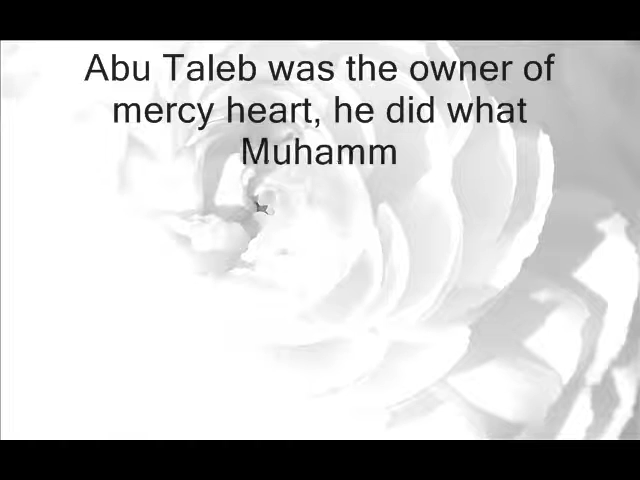 Abu Taleb was the owner of
mercy heart, he did what
Muhamm